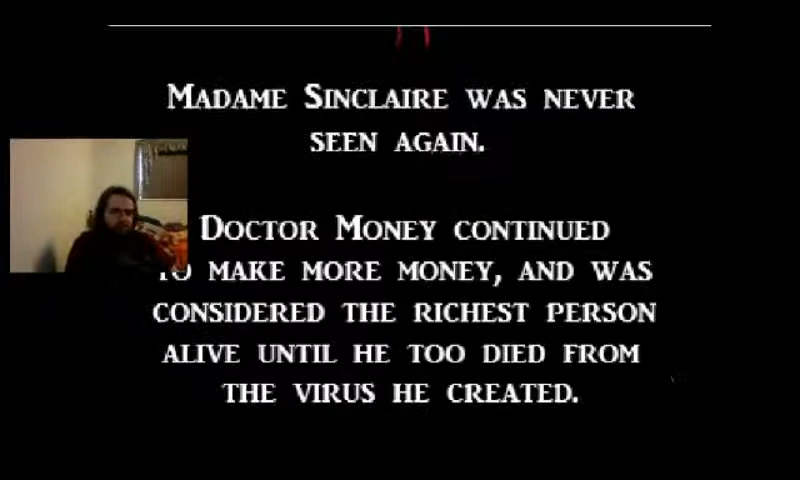 Madame Sinclaire was never
seen again.
Doctor Money continued
to make more money, and was
considered the richest person
alive until he too died from
the virus he created.